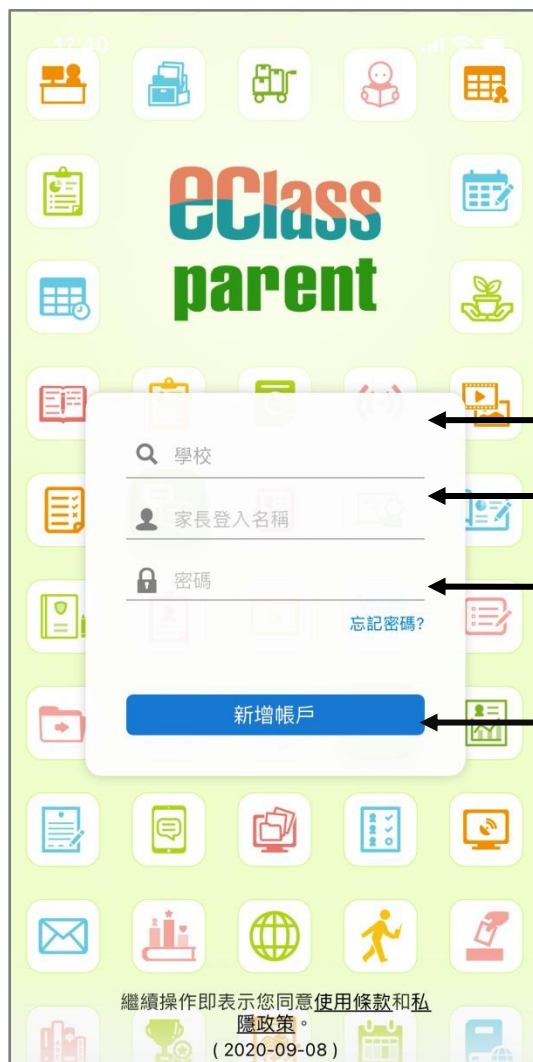 17:40
eClass
parent
學校
家長登入名稱
密碼
忘記密碼?
新增帳戶
繼續操作即表示您同意使用條款和私
隱政策。
( 2020-09-08 )